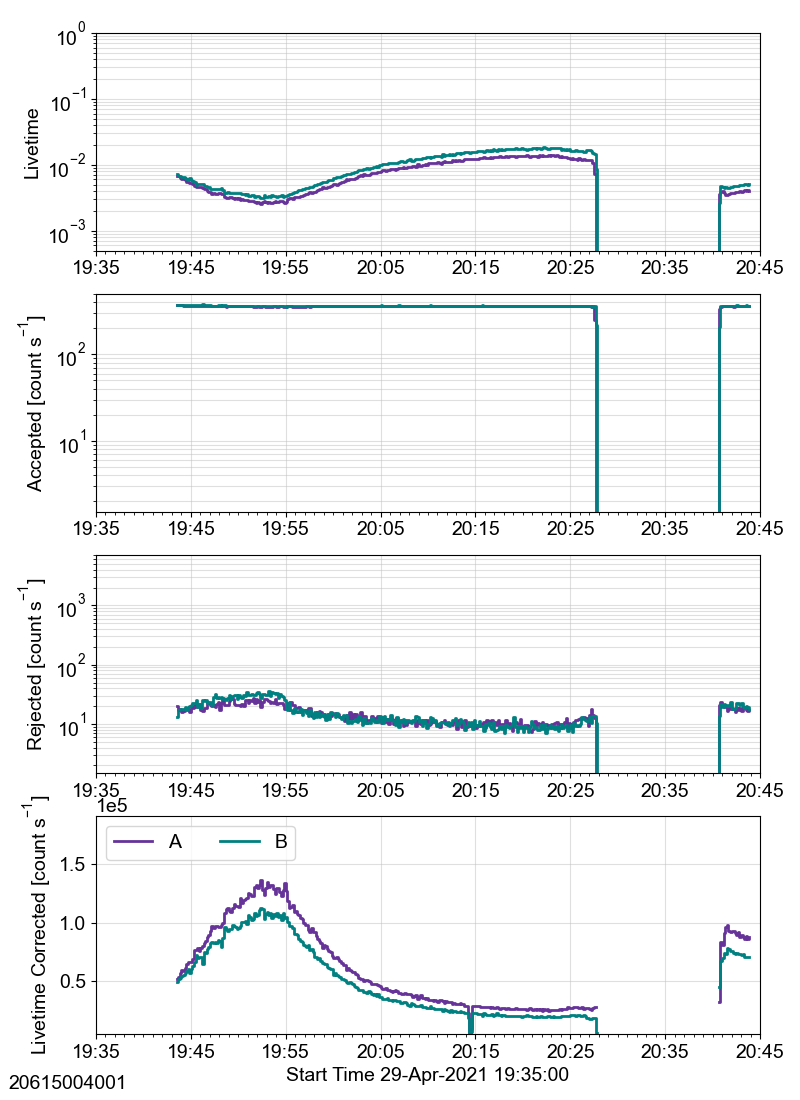 10^0
10^−1
10^−2
10^−3
Livetime
19:35 19:45 19:55 20:05 20:15 20:25 20:35 20:45
10^2
10^1
Accepted [count s^−1]
19:35 19:45 19:55 20:05 20:15 20:25 20:35 20:45
10^3
10^2
10^1
Rejected [count s^−1]
19:35 19:45 19:55 20:05 20:15 20:25 20:35 20:45
1e5
A B
1.5
1.0
0.5
Livetime Corrected [count s^−1]
19:35 19:45 19:55 20:05 20:15 20:25 20:35 20:45
Start Time 29-Apr-2021 19:35:00
20615004001